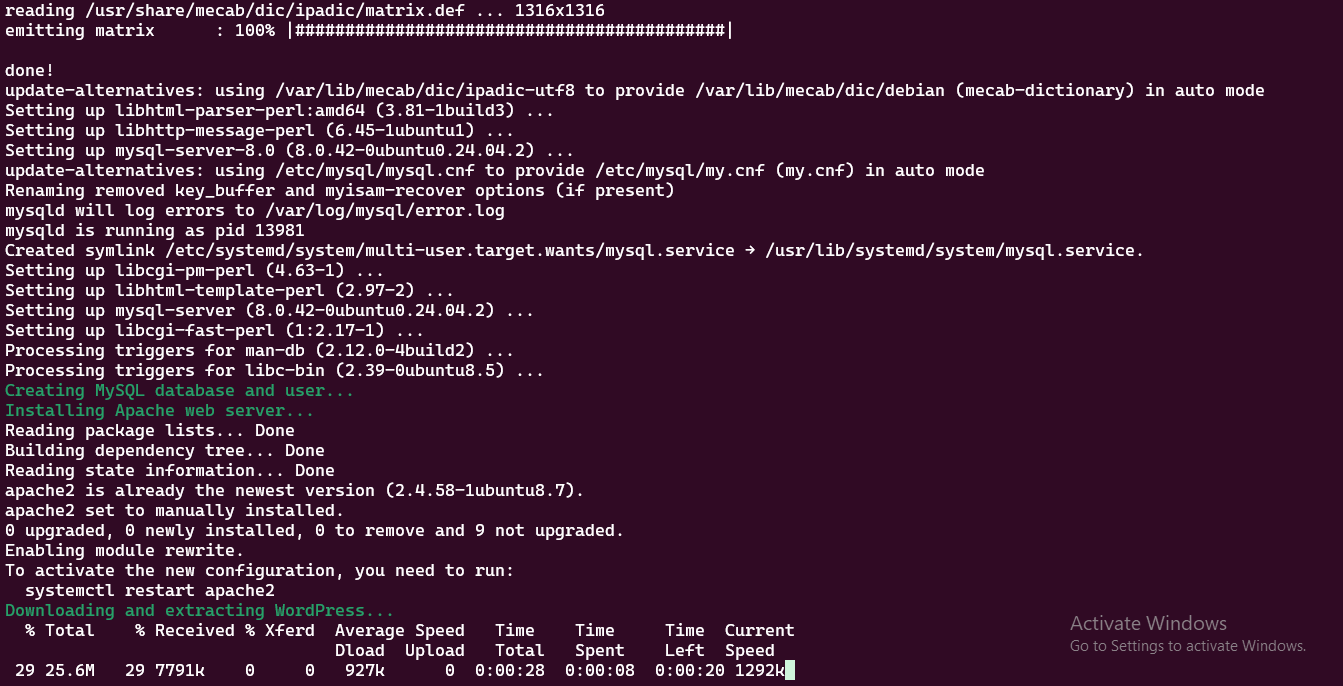 reading /usr/share/mecab/dic/ipadic/matrix.def ... 1316x1316
emitting matrix      : 100% |###########################################|
done!
update-alternatives: using /var/lib/mecab/dic/ipadic-utf8 to provide /var/lib/mecab/dic/debian (mecab-dictionary) in auto mode
Setting up libhtml-parser-perl:amd64 (3.81-1build3) ...
Setting up libhttp-message-perl (6.45-1ubuntu1) ...
Setting up mysql-server-8.0 (8.0.42-0ubuntu0.24.04.2) ...
update-alternatives: using /etc/mysql/mysql.cnf to provide /etc/mysql/my.cnf (my.cnf) in auto mode
Renaming removed key_buffer and myisam-recover options (if present)
mysqld will log errors to /var/log/mysql/error.log
mysqld is running as pid 13981
Created symlink /etc/systemd/system/multi-user.target.wants/mysql.service → /usr/lib/systemd/system/mysql.service.
Setting up libcgi-pm-perl (4.63-1) ...
Setting up libhtml-template-perl (2.97-2) ...
Setting up mysql-server (8.0.42-0ubuntu0.24.04.2) ...
Setting up libcgi-fast-perl (1:2.17-1) ...
Processing triggers for man-db (2.12.0-4build2) ...
Processing triggers for libc-bin (2.39-0ubuntu8.5) ...
Creating MySQL database and user...
Installing Apache web server...
Reading package lists... Done
Building dependency tree... Done
Reading state information... Done
apache2 is already the newest version (2.4.58-1ubuntu8.7).
apache2 set to manually installed.
0 upgraded, 0 newly installed, 0 to remove and 9 not upgraded.
Enabling module rewrite.
To activate the new configuration, you need to run:
  systemctl restart apache2
Downloading and extracting WordPress...
  % Total    % Received % Xferd  Average Speed   Time    Time     Time  Current
                                 Dload  Upload   Total   Spent    Left  Speed
 29 25.6M   29 7791k    0     0   927k      0  0:00:28  0:00:08  0:00:20 1292k
Activate Windows
Go to Settings to activate Windows.